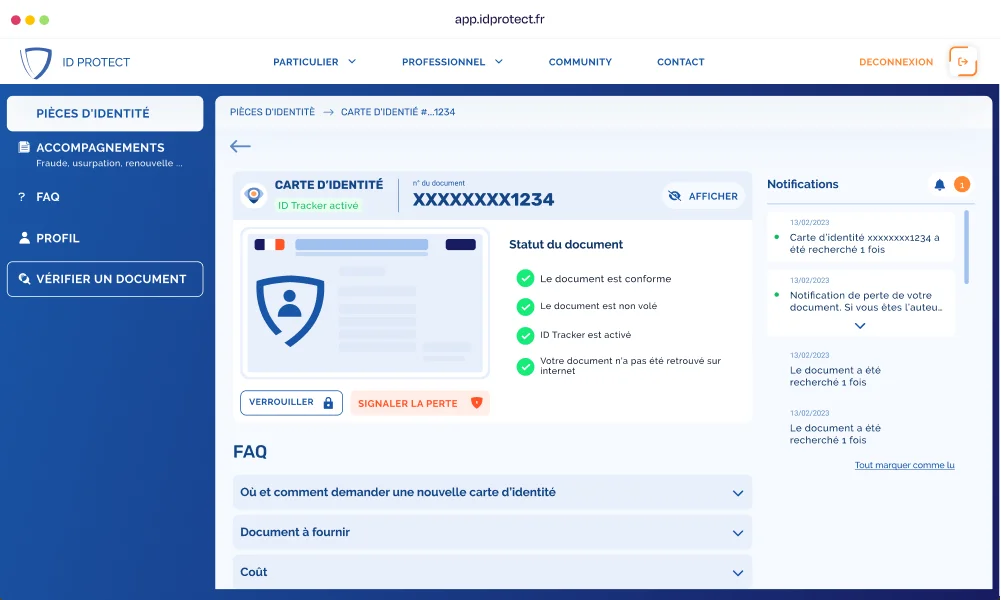 app.idprotect.fr
ID PROTECT
PARTICULIER
PROFESSIONNEL
COMMUNITY
CONTACT
DECONNEXION
PIÈCES D'IDENTITÉ
ACCOMPAGNEMENTS
Fraude, usurpation, renouvelle ...
? FAQ
PROFIL
VÉRIFIER UN DOCUMENT
PIÈCES D'IDENTITÉ → CARTE D'IDENTIÉ #...1234
CARTE D'IDENTITÉ
ID Tracker activé
n° du document
XXXXXXXX1234
AFFICHER
Statut du document
Le document est conforme
Le document est non volé
ID Tracker est activé
Votre document n'a pas été retrouvé sur
internet
VERROUILLER
SIGNALER LA PERTE
FAQ
Où et comment demander une nouvelle carte d'identité
Document à fournir
Coût
Notifications
1
13/02/2023
Carte d'identité xxxxxxxx1234 a
été recherché 1 fois
13/02/2023
Notification de perte de votre
document. Si vous êtes l'auteu...
13/02/2023
Le document a été
recherché 1 fois
13/02/2023
Le document a été
recherché 1 fois
Tout marquer comme lu